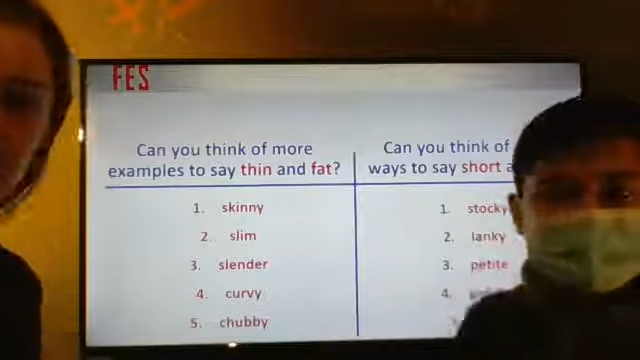 FES
Can you think of more
examples to say thin and fat?
1. skinny
2. slim
3. slender
4. curvy
5. chubby
Can you think of
ways to say short
1. stocky
2. lanky
3. petite
4.